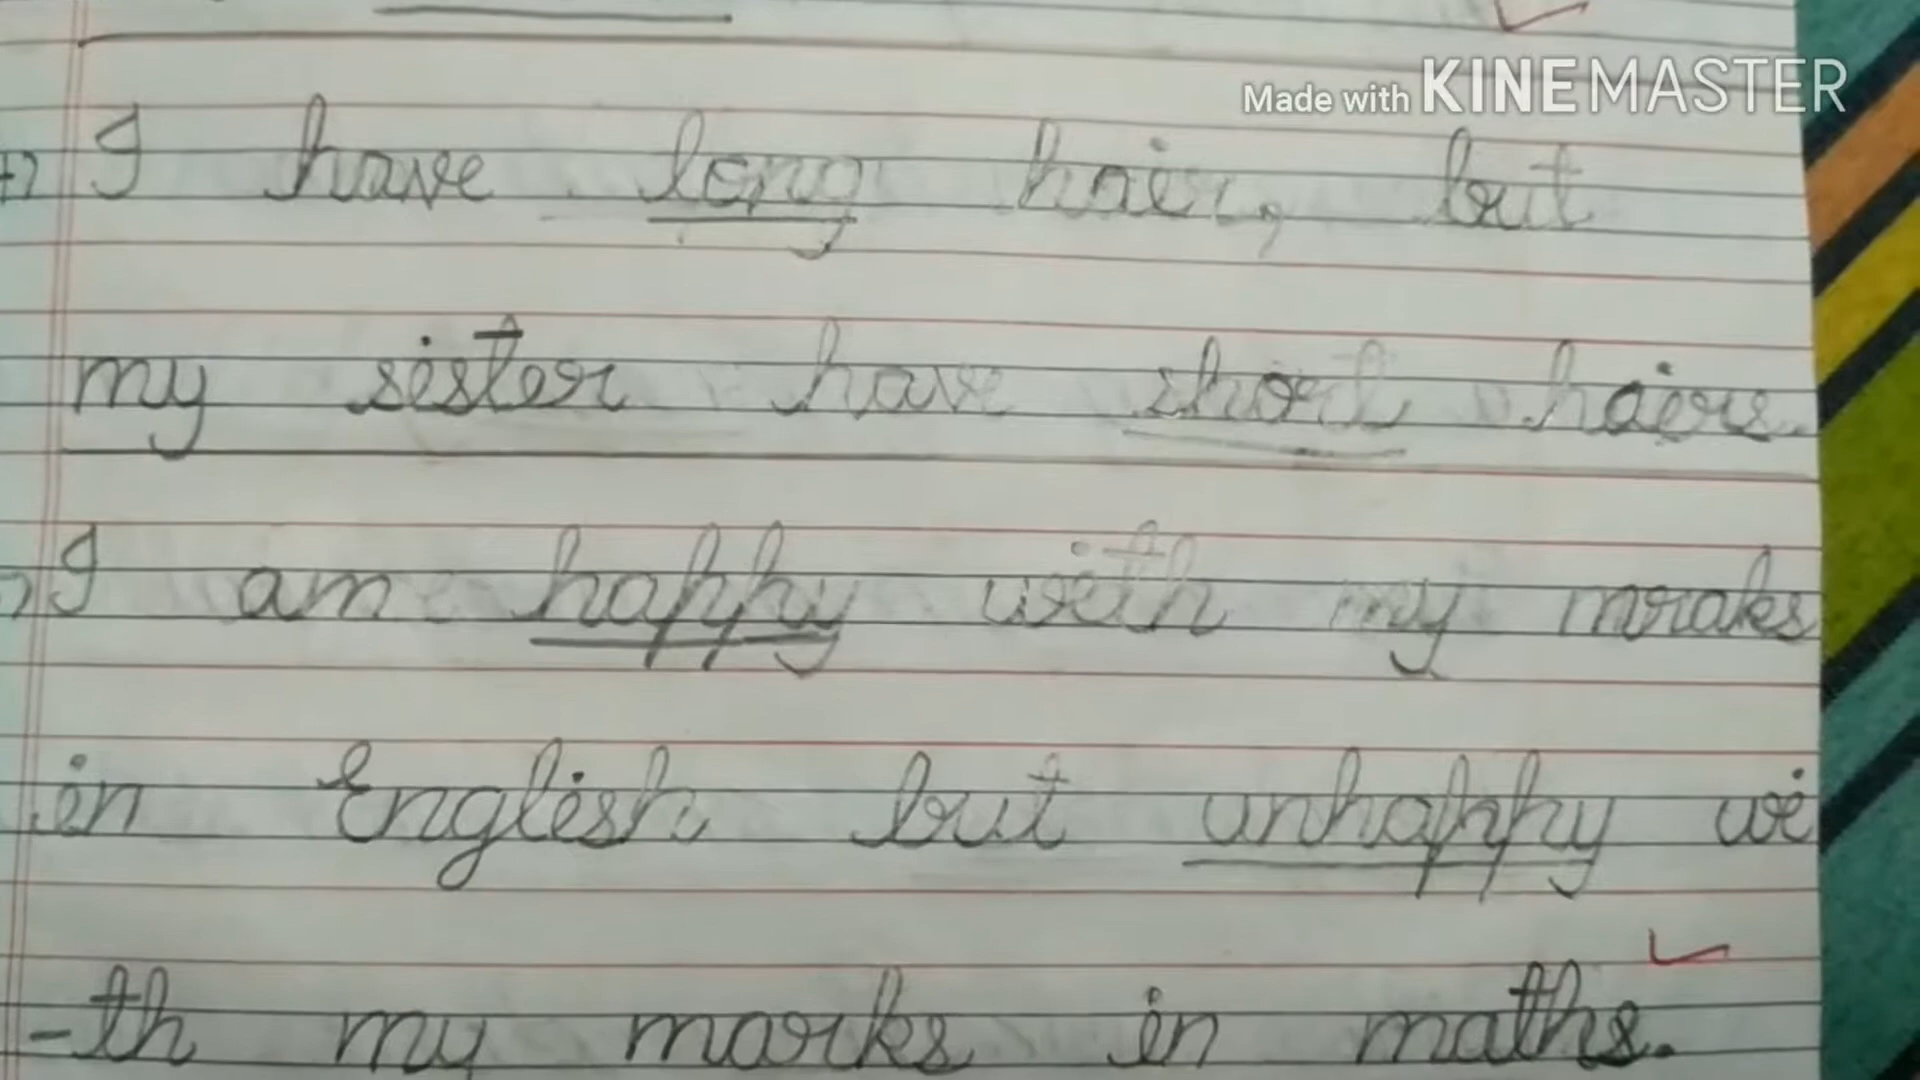 Made with KINEMASTER
I have long hair, but
my sister have short hairs.
I am happy with my mraks
in English but unhappy wi
-th my marks in maths.